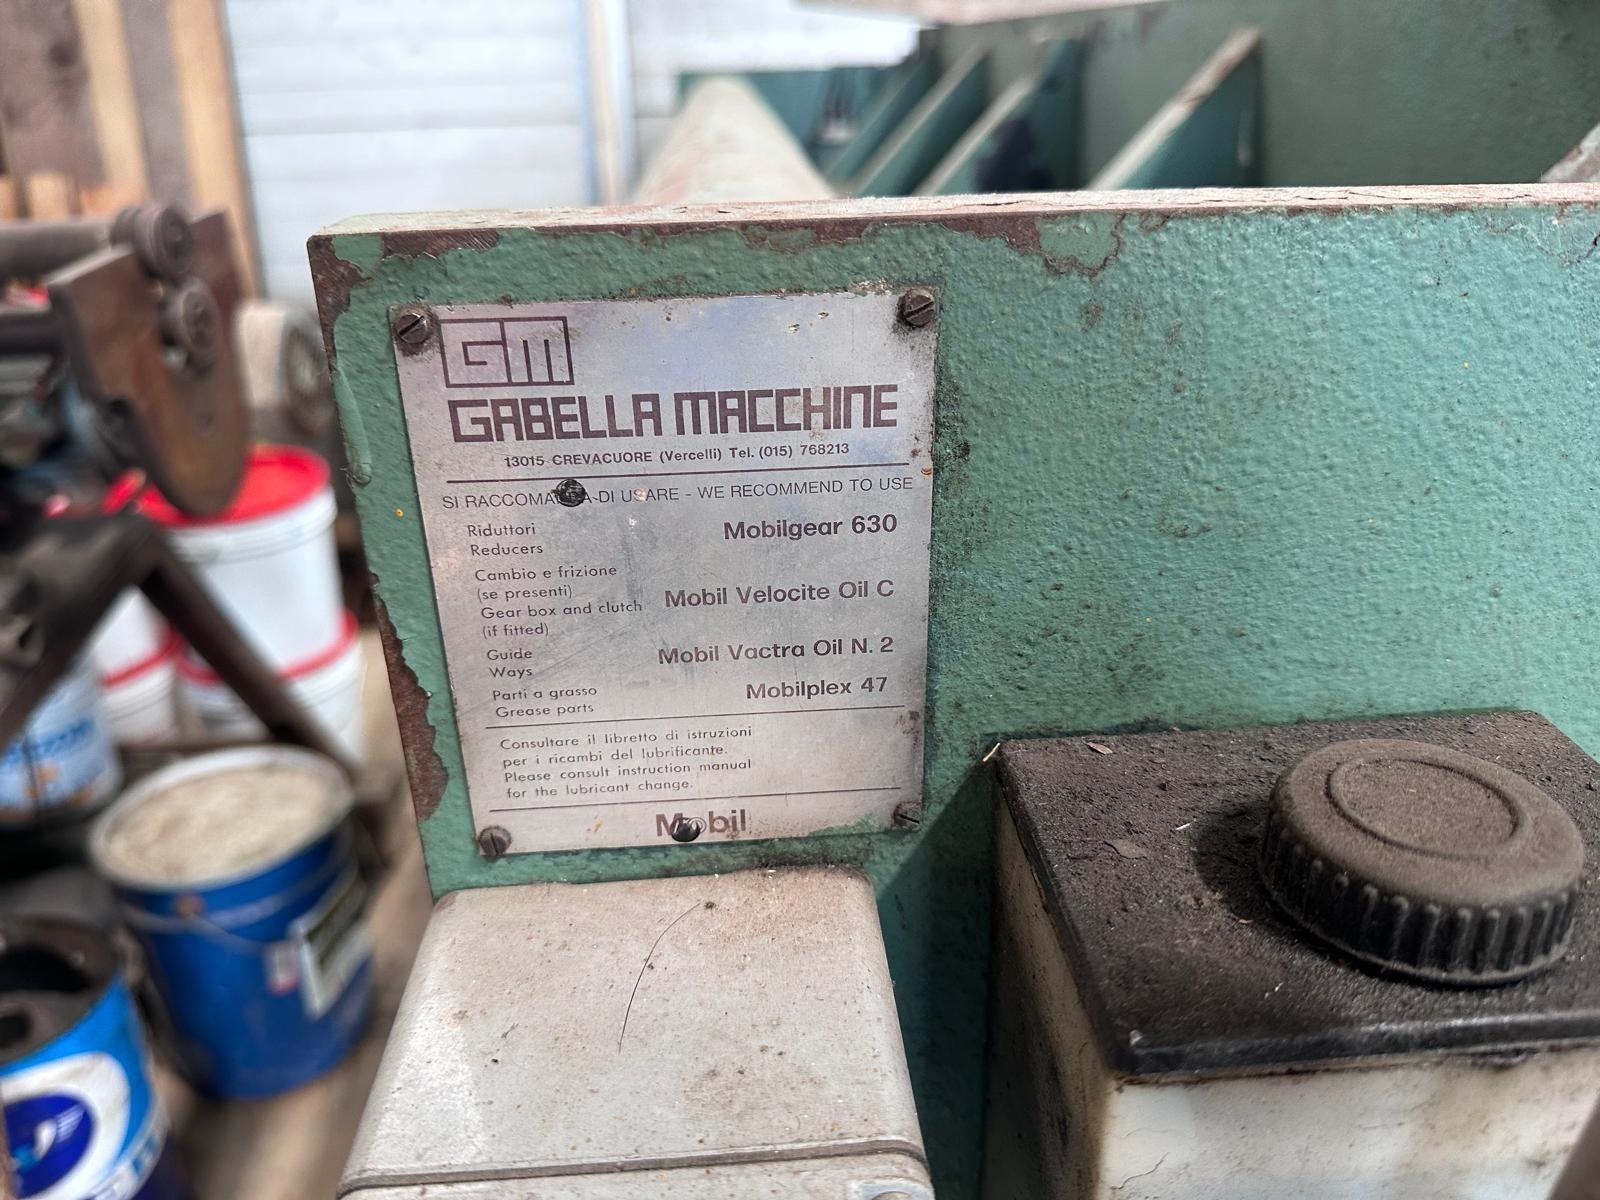 GM
GABELLA MACCHINE
13015 CREVACUORE (Vercelli) Tel. (015) 768213
SI RACCOMANDA DI USARE - WE RECOMMEND TO USE
Riduttori
Reducers
Mobilgear 630
Cambio e frizione
(se presenti)
Gear box and clutch
(if fitted)
Mobil Velocite Oil C
Guide
Ways
Mobil Vactra Oil N. 2
Parti a grasso
Grease parts
Mobilplex 47
Consultare il libretto di istruzioni
per i ricambi del lubrificante.
Please consult instruction manual
for the lubricant change.
Mobil